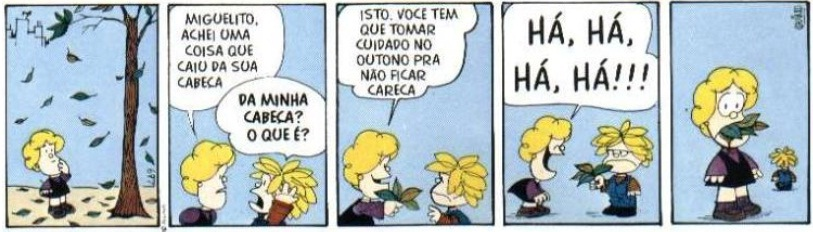 MIGUELITO,
ACHEI UMA
COISA QUE
CAIU DA SUA
CABEÇA
DA MINHA
CABEÇA?
O QUE É?
ISTO. VOCÊ TEM
QUE TOMAR
CUIDADO NO
OUTONO PRA
NÃO FICAR
CARECA
HÁ, HÁ,
HÁ, HÁ!!!